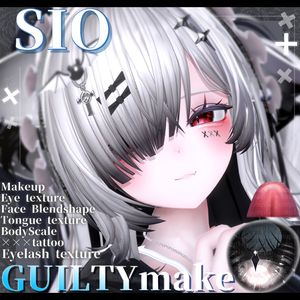 SIO
Makeup
Eye texture
Face Blendshape
Tongue texture
BodyScale
×××tattoo
Eyelash texture
GUILTYmake